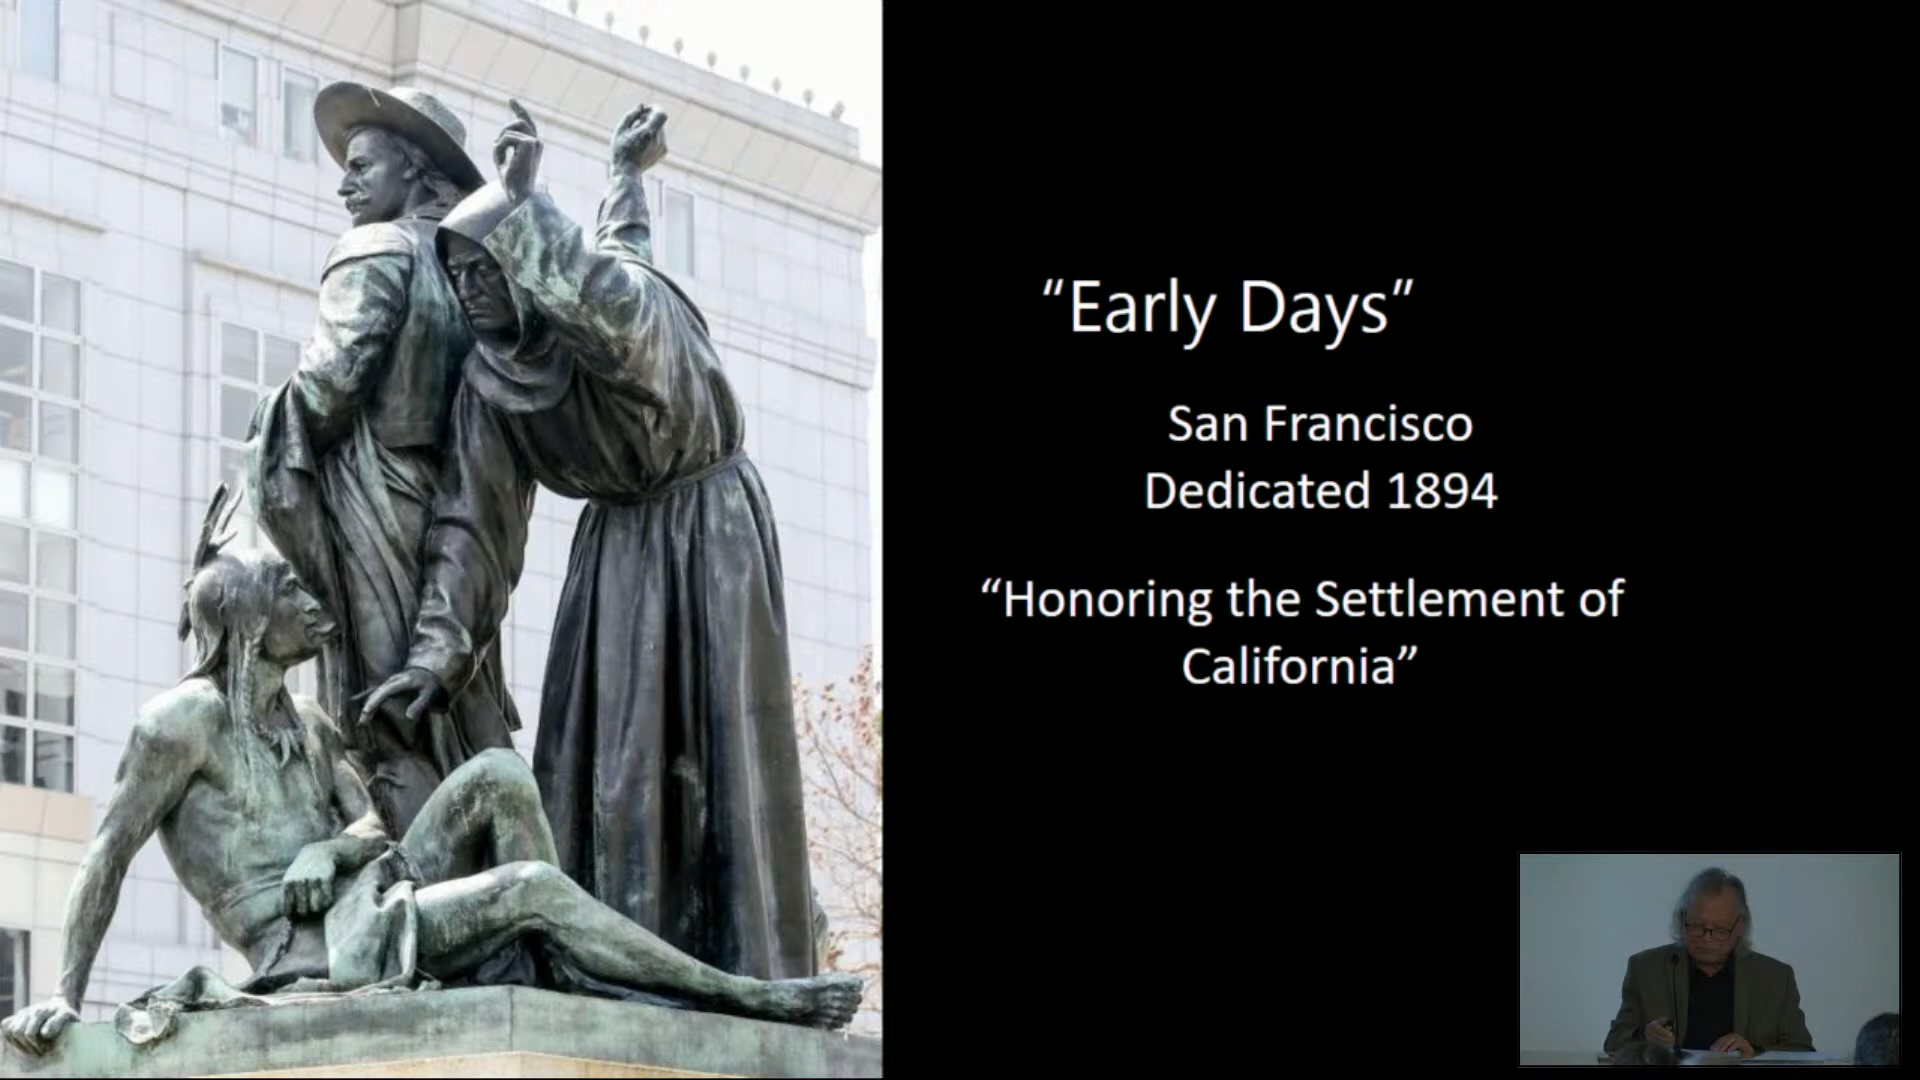 “Early Days”
San Francisco
Dedicated 1894
“Honoring the Settlement of
California”